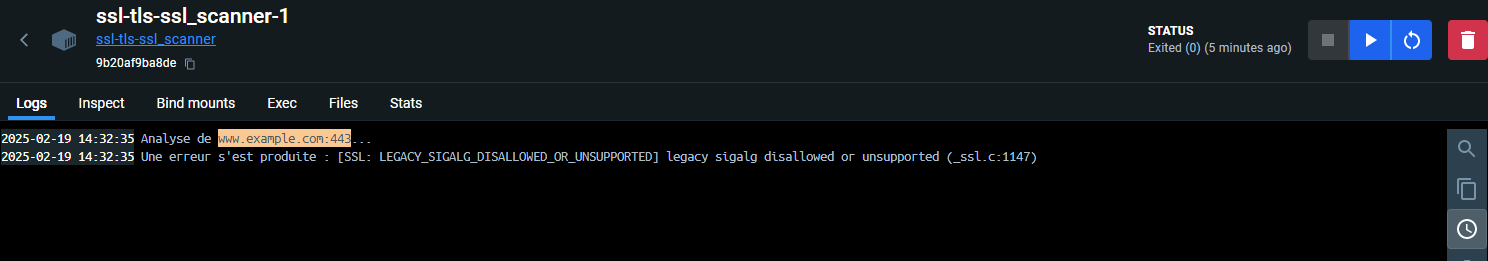 ssl-tls-ssl_scanner-1
ssl-tls-ssl_scanner
9b20af9ba8de
STATUS
Exited (0) (5 minutes ago)
Logs Inspect Bind mounts Exec Files Stats
2025-02-19 14:32:35 Analyse de www.example.com:443...
2025-02-19 14:32:35 Une erreur s'est produite : [SSL: LEGACY_SIGALG_DISALLOWED_OR_UNSUPPORTED] legacy sigalg disallowed or unsupported (_ssl.c:1147)